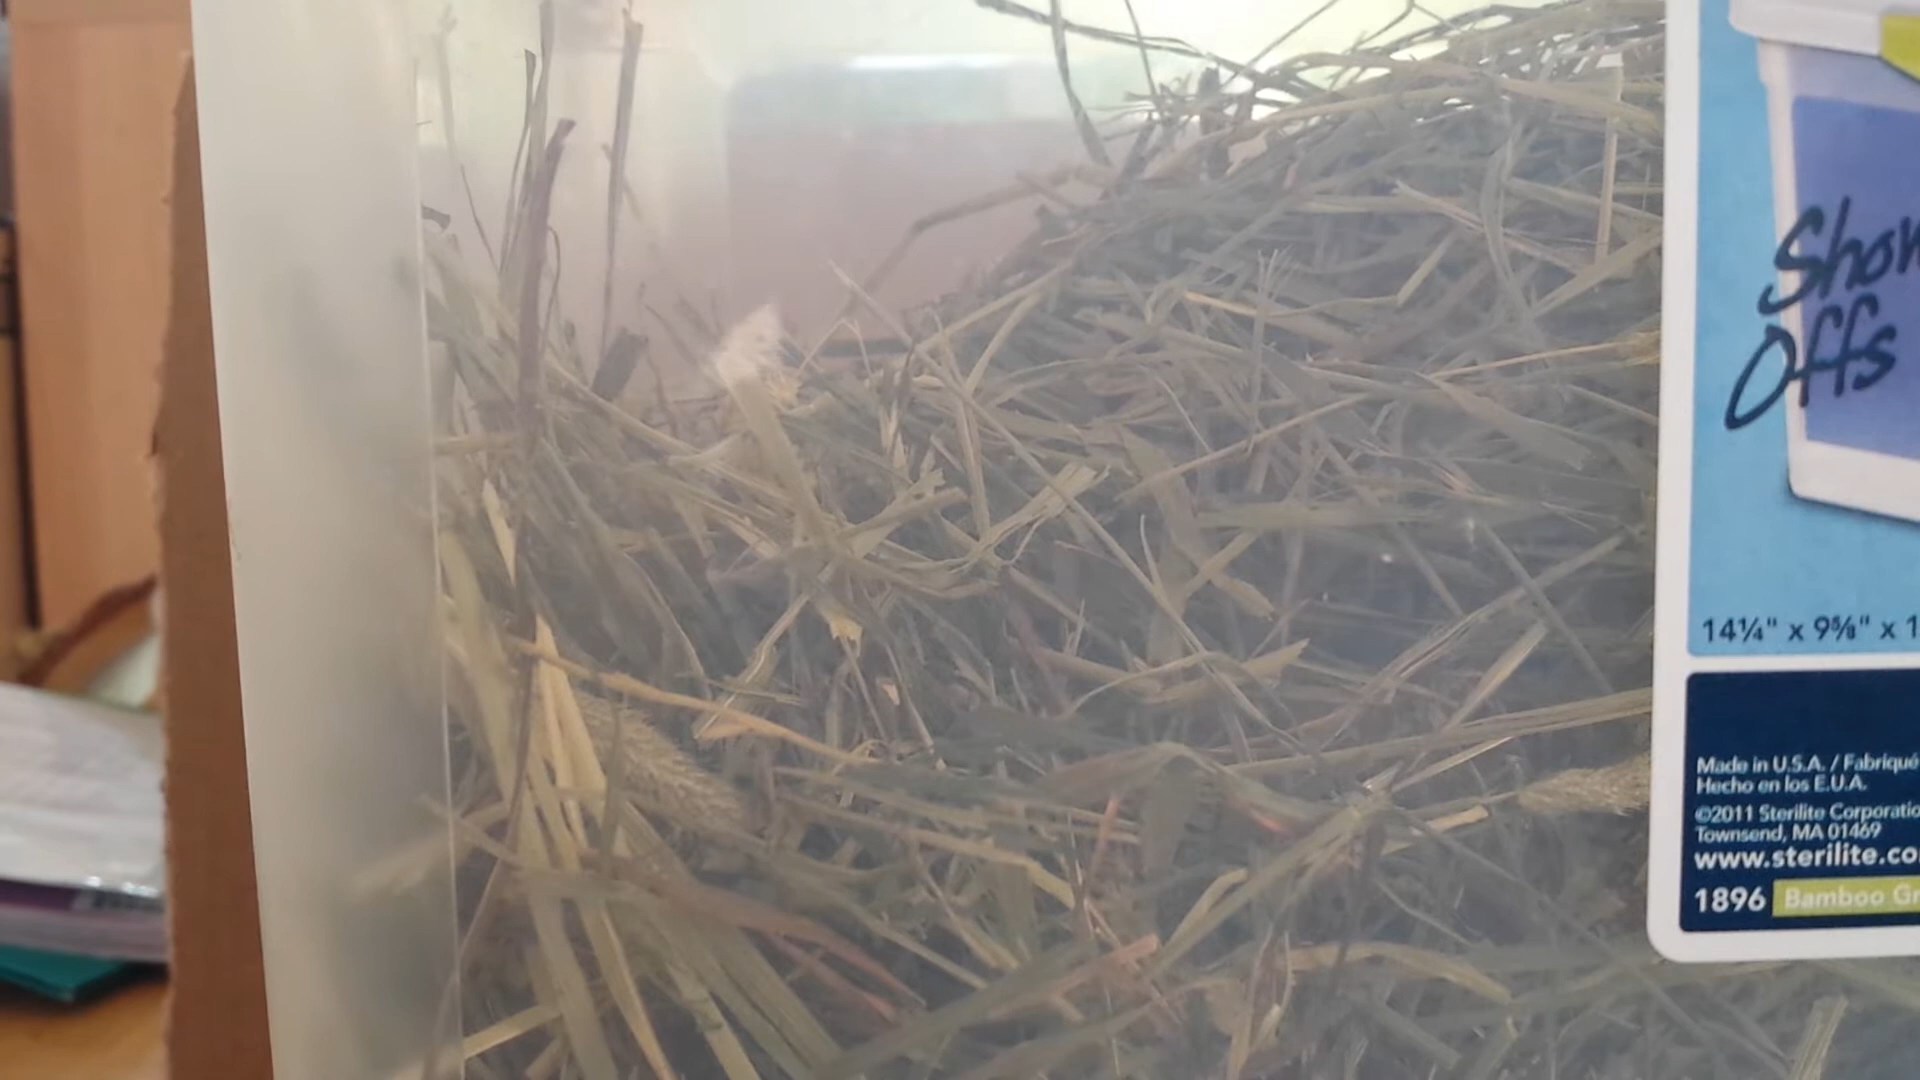 Show
Offs
14¼" x 9⅝" x 1
Made in U.S.A. / Fabriqué
Hecho en los E.U.A.
©2011 Sterilite Corporatio
Townsend, MA 01469
www.sterilite.co
1896 Bamboo Gr